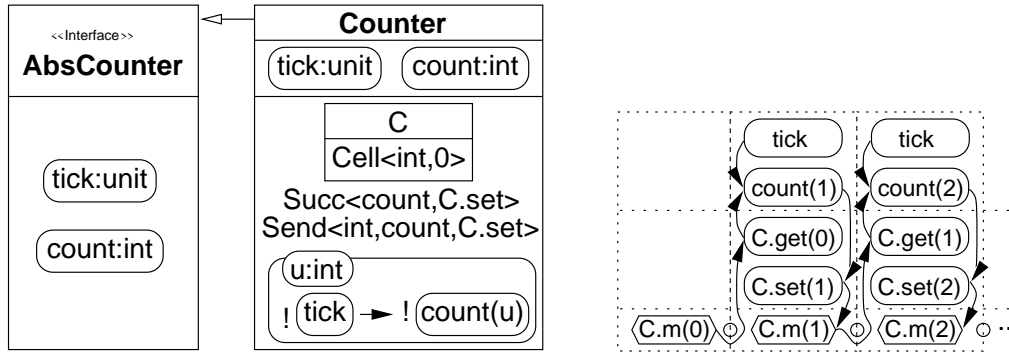 <<Interface>>
AbsCounter
tick:unit
count:int
Counter
tick:unit count:int
C
Cell<int,0>
Succ<count,C.set>
Send<int,count,C.set>
u:int
! tick ! count(u)
tick tick
count(1) count(2)
C.get(0) C.get(1)
C.set(1) C.set(2)
C.m(0) C.m(1) C.m(2) ..